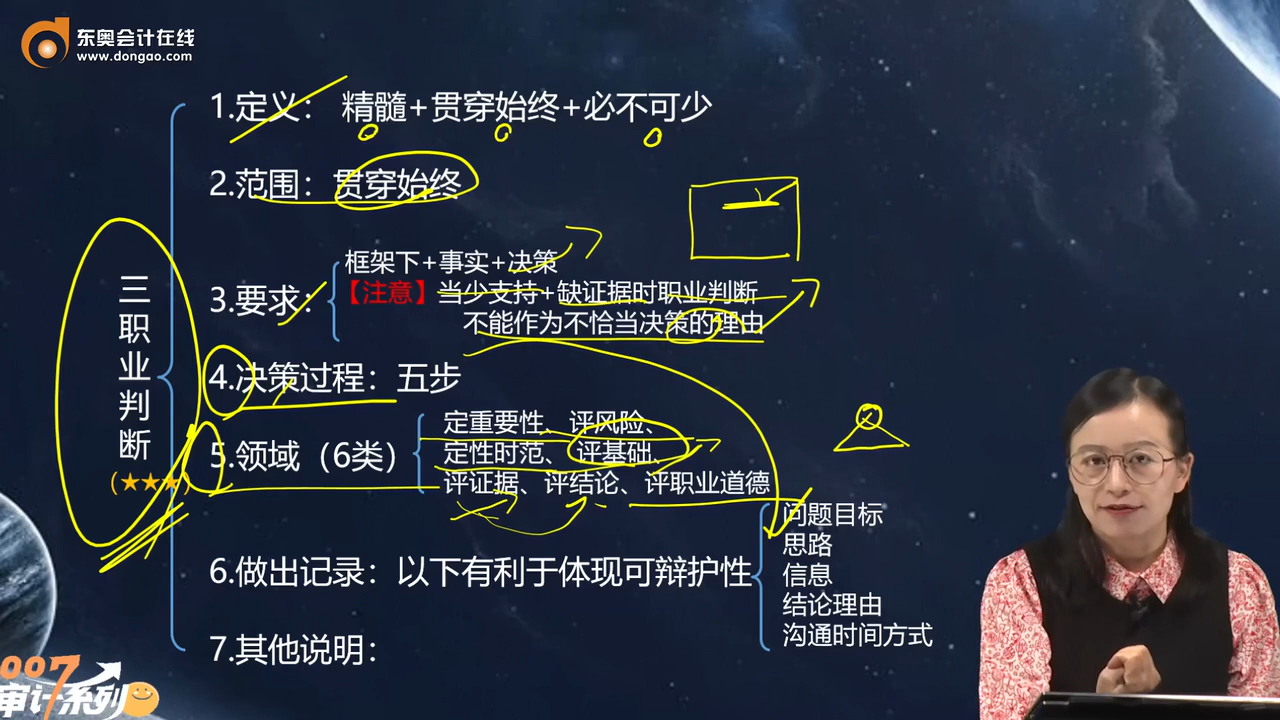 东奥会计在线
www.dongao.com
1.定义： 精髓+贯穿始终+必不可少
2.范围：贯穿始终
三职业判断
(★★★)
3.要求：
框架下+事实+决策
【注意】当少支持+缺证据时职业判断
不能作为不恰当决策的理由
4.决策过程：五步
5.领域（6类）
定重要性、评风险、
定性时范、评基础、
评证据、评结论、评职业道德
6.做出记录：以下有利于体现可辩护性
问题目标
思路
信息
结论理由
沟通时间方式
7.其他说明：
007
审计系列